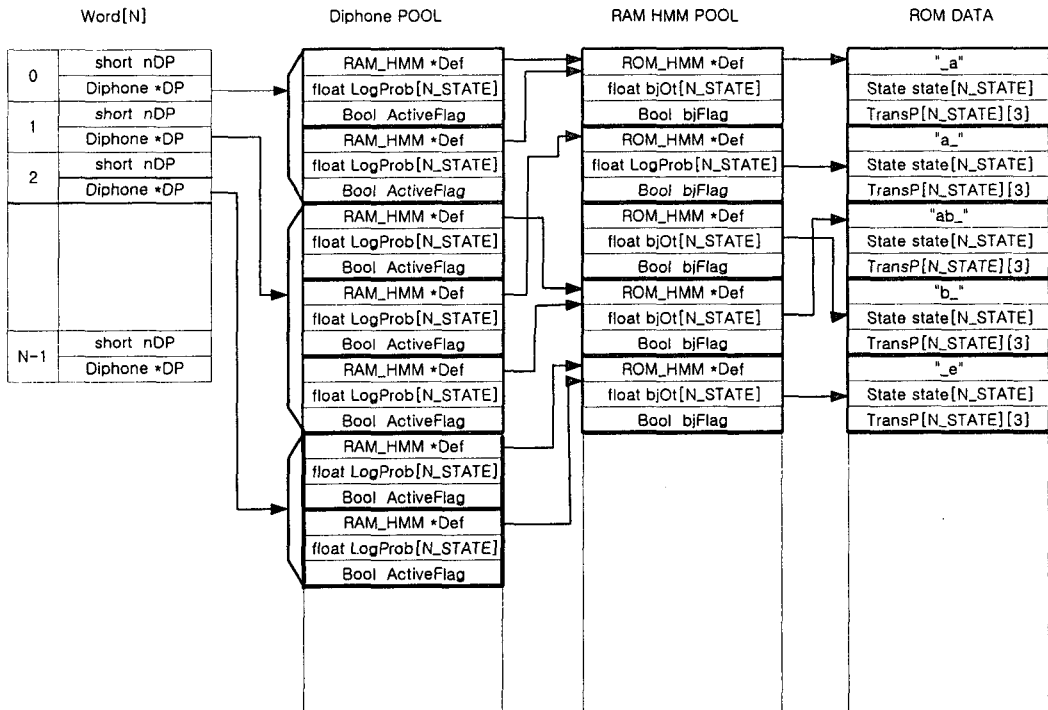 Word[N]
0
short nDP
Diphone *DP
1
short nDP
Diphone *DP
2
short nDP
Diphone *DP
N-1
short nDP
Diphone *DP
Diphone POOL
RAM_HMM *Def
float LogProb[N_STATE]
Bool ActiveFlag
RAM_HMM *Def
float LogProb[N_STATE]
Bool ActiveFlag
RAM_HMM *Def
float LogProb[N_STATE]
Bool ActiveFlag
RAM_HMM *Def
float LogProb[N_STATE]
Bool ActiveFlag
RAM_HMM *Def
float LogProb[N_STATE]
Bool ActiveFlag
RAM_HMM *Def
float LogProb[N_STATE]
Bool ActiveFlag
RAM_HMM *Def
float LogProb[N_STATE]
Bool ActiveFlag
RAM HMM POOL
ROM_HMM *Def
float bjOt[N_STATE]
Bool bjFlag
ROM_HMM *Def
float LogProb[N_STATE]
Bool bjFlag
ROM_HMM *Def
float bjOt[N_STATE]
Bool bjFlag
ROM_HMM *Def
float bjOt[N_STATE]
Bool bjFlag
ROM_HMM *Def
float bjOt[N_STATE]
Bool bjFlag
ROM DATA
"_a"
State state[N_STATE]
TransP[N_STATE][3]
"a_"
State state[N_STATE]
TransP[N_STATE][3]
"ab_"
State state[N_STATE]
TransP[N_STATE][3]
"b_"
State state[N_STATE]
TransP[N_STATE][3]
"_e"
State state[N_STATE]
TransP[N_STATE][3]